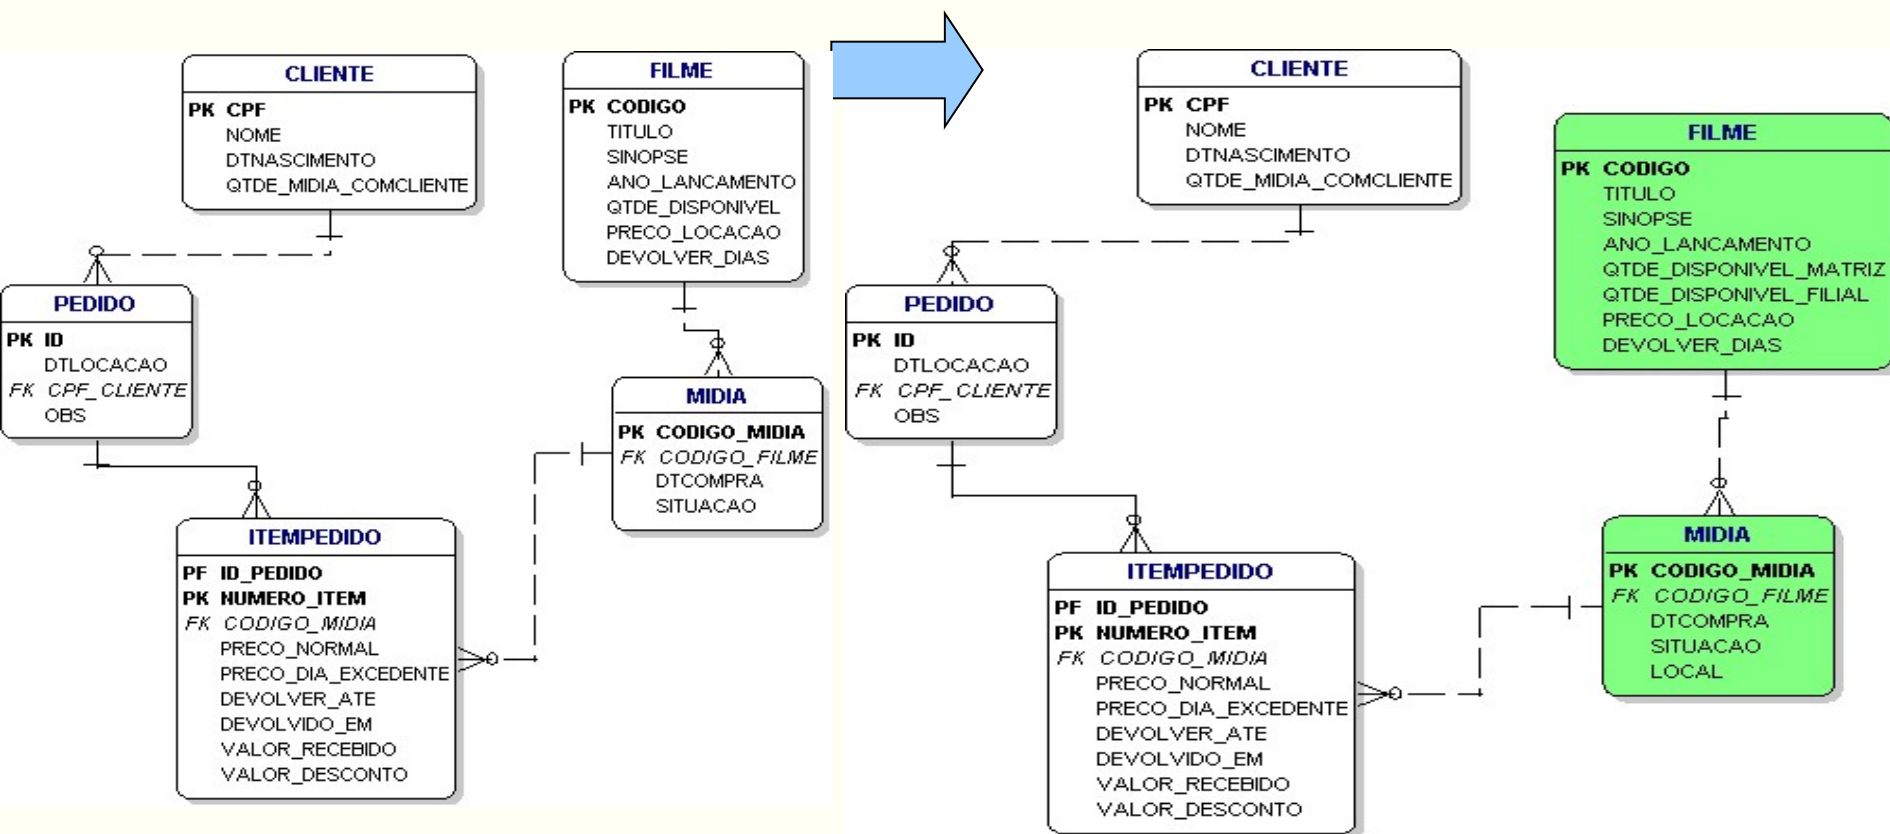 CLIENTE
PK CPF
NOME
DTNASCIMENTO
QTDE_MIDIA_COMCLIENTE
FILME
PK CODIGO
TITULO
SINOPSE
ANO_LANCAMENTO
QTDE_DISPONIVEL
PRECO_LOCACAO
DEVOLVER_DIAS
PEDIDO
PK ID
DTLOCACAO
FK CPF_CLIENTE
OBS
MIDIA
PK CODIGO_MIDIA
FK CODIGO_FILME
DTCOMPRA
SITUACAO
ITEMPEDIDO
PF ID_PEDIDO
PK NUMERO_ITEM
FK CODIGO_MIDIA
PRECO_NORMAL
PRECO_DIA_EXCEDENTE
DEVOLVER_ATE
DEVOLVIDO_EM
VALOR_RECEBIDO
VALOR_DESCONTO
CLIENTE
PK CPF
NOME
DTNASCIMENTO
QTDE_MIDIA_COMCLIENTE
FILME
PK CODIGO
TITULO
SINOPSE
ANO_LANCAMENTO
QTDE_DISPONIVEL_MATRIZ
QTDE_DISPONIVEL_FILIAL
PRECO_LOCACAO
DEVOLVER_DIAS
PEDIDO
PK ID
DTLOCACAO
FK CPF_CLIENTE
OBS
MIDIA
PK CODIGO_MIDIA
FK CODIGO_FILME
DTCOMPRA
SITUACAO
LOCAL
ITEMPEDIDO
PF ID_PEDIDO
PK NUMERO_ITEM
FK CODIGO_MIDIA
PRECO_NORMAL
PRECO_DIA_EXCEDENTE
DEVOLVER_ATE
DEVOLVIDO_EM
VALOR_RECEBIDO
VALOR_DESCONTO